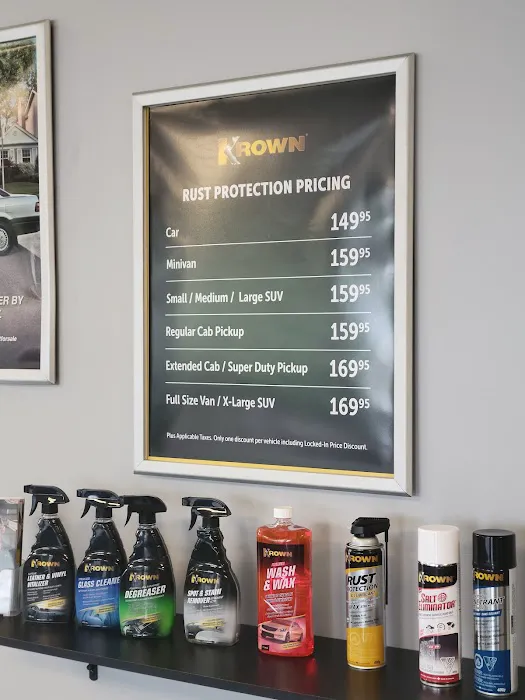 KROWN
RUST PROTECTION PRICING
Car 149.95
Minivan 159.95
Small / Medium / Large SUV 159.95
Regular Cab Pickup 159.95
Extended Cab / Super Duty Pickup 169.95
Full Size Van / X-Large SUV 169.95
Plus Applicable Taxes. Only one discount per vehicle including Locked-In Price Discount.
ER BY
KROWN
LEATHER & VINYL
REVITALIZER
KROWN
GLASS CLEANER
KROWN
DEGREASER
KROWN
SPOT & STAIN
REMOVER
KROWN
WASH
& WAX
KROWN
RUST
PROTECTION
KROWN
SALT
ELIMINATOR
KROWN